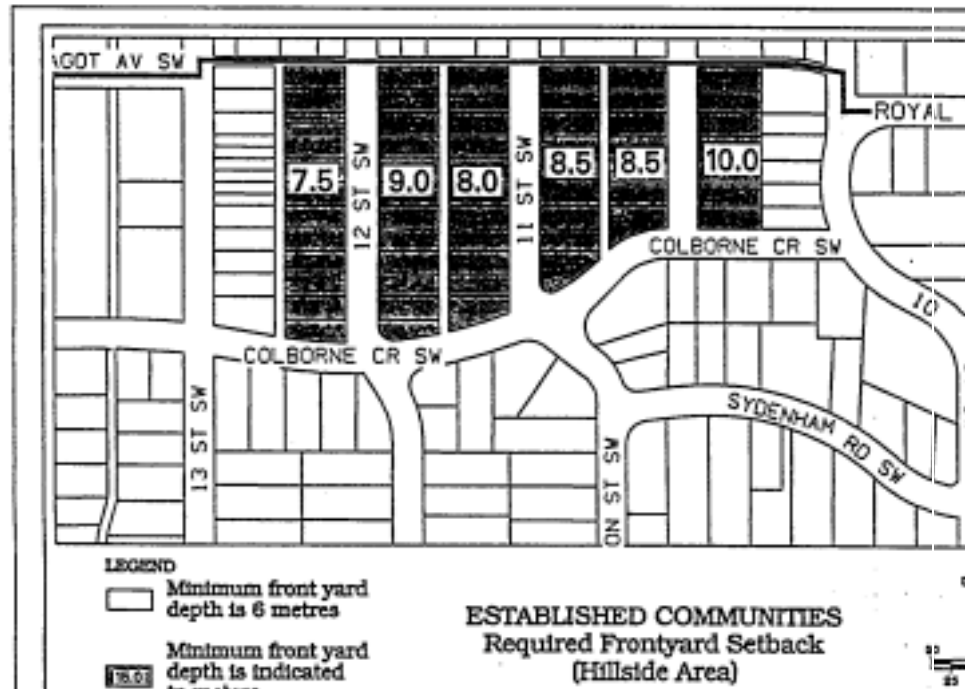 AGOT AV SW
ROYAL
7.5
12 ST SW
9.0
8.0
11 ST SW
8.5
8.5
10.0
COLBORNE CR SW
10
COLBORNE CR SW
13 ST SW
ON ST SW
SYDENHAM RD SW
LEGEND
Minimum front yard
depth is 6 metres
Minimum front yard
depth is indicated
ESTABLISHED COMMUNITIES
Required Frontyard Setback
(Hillside Area)